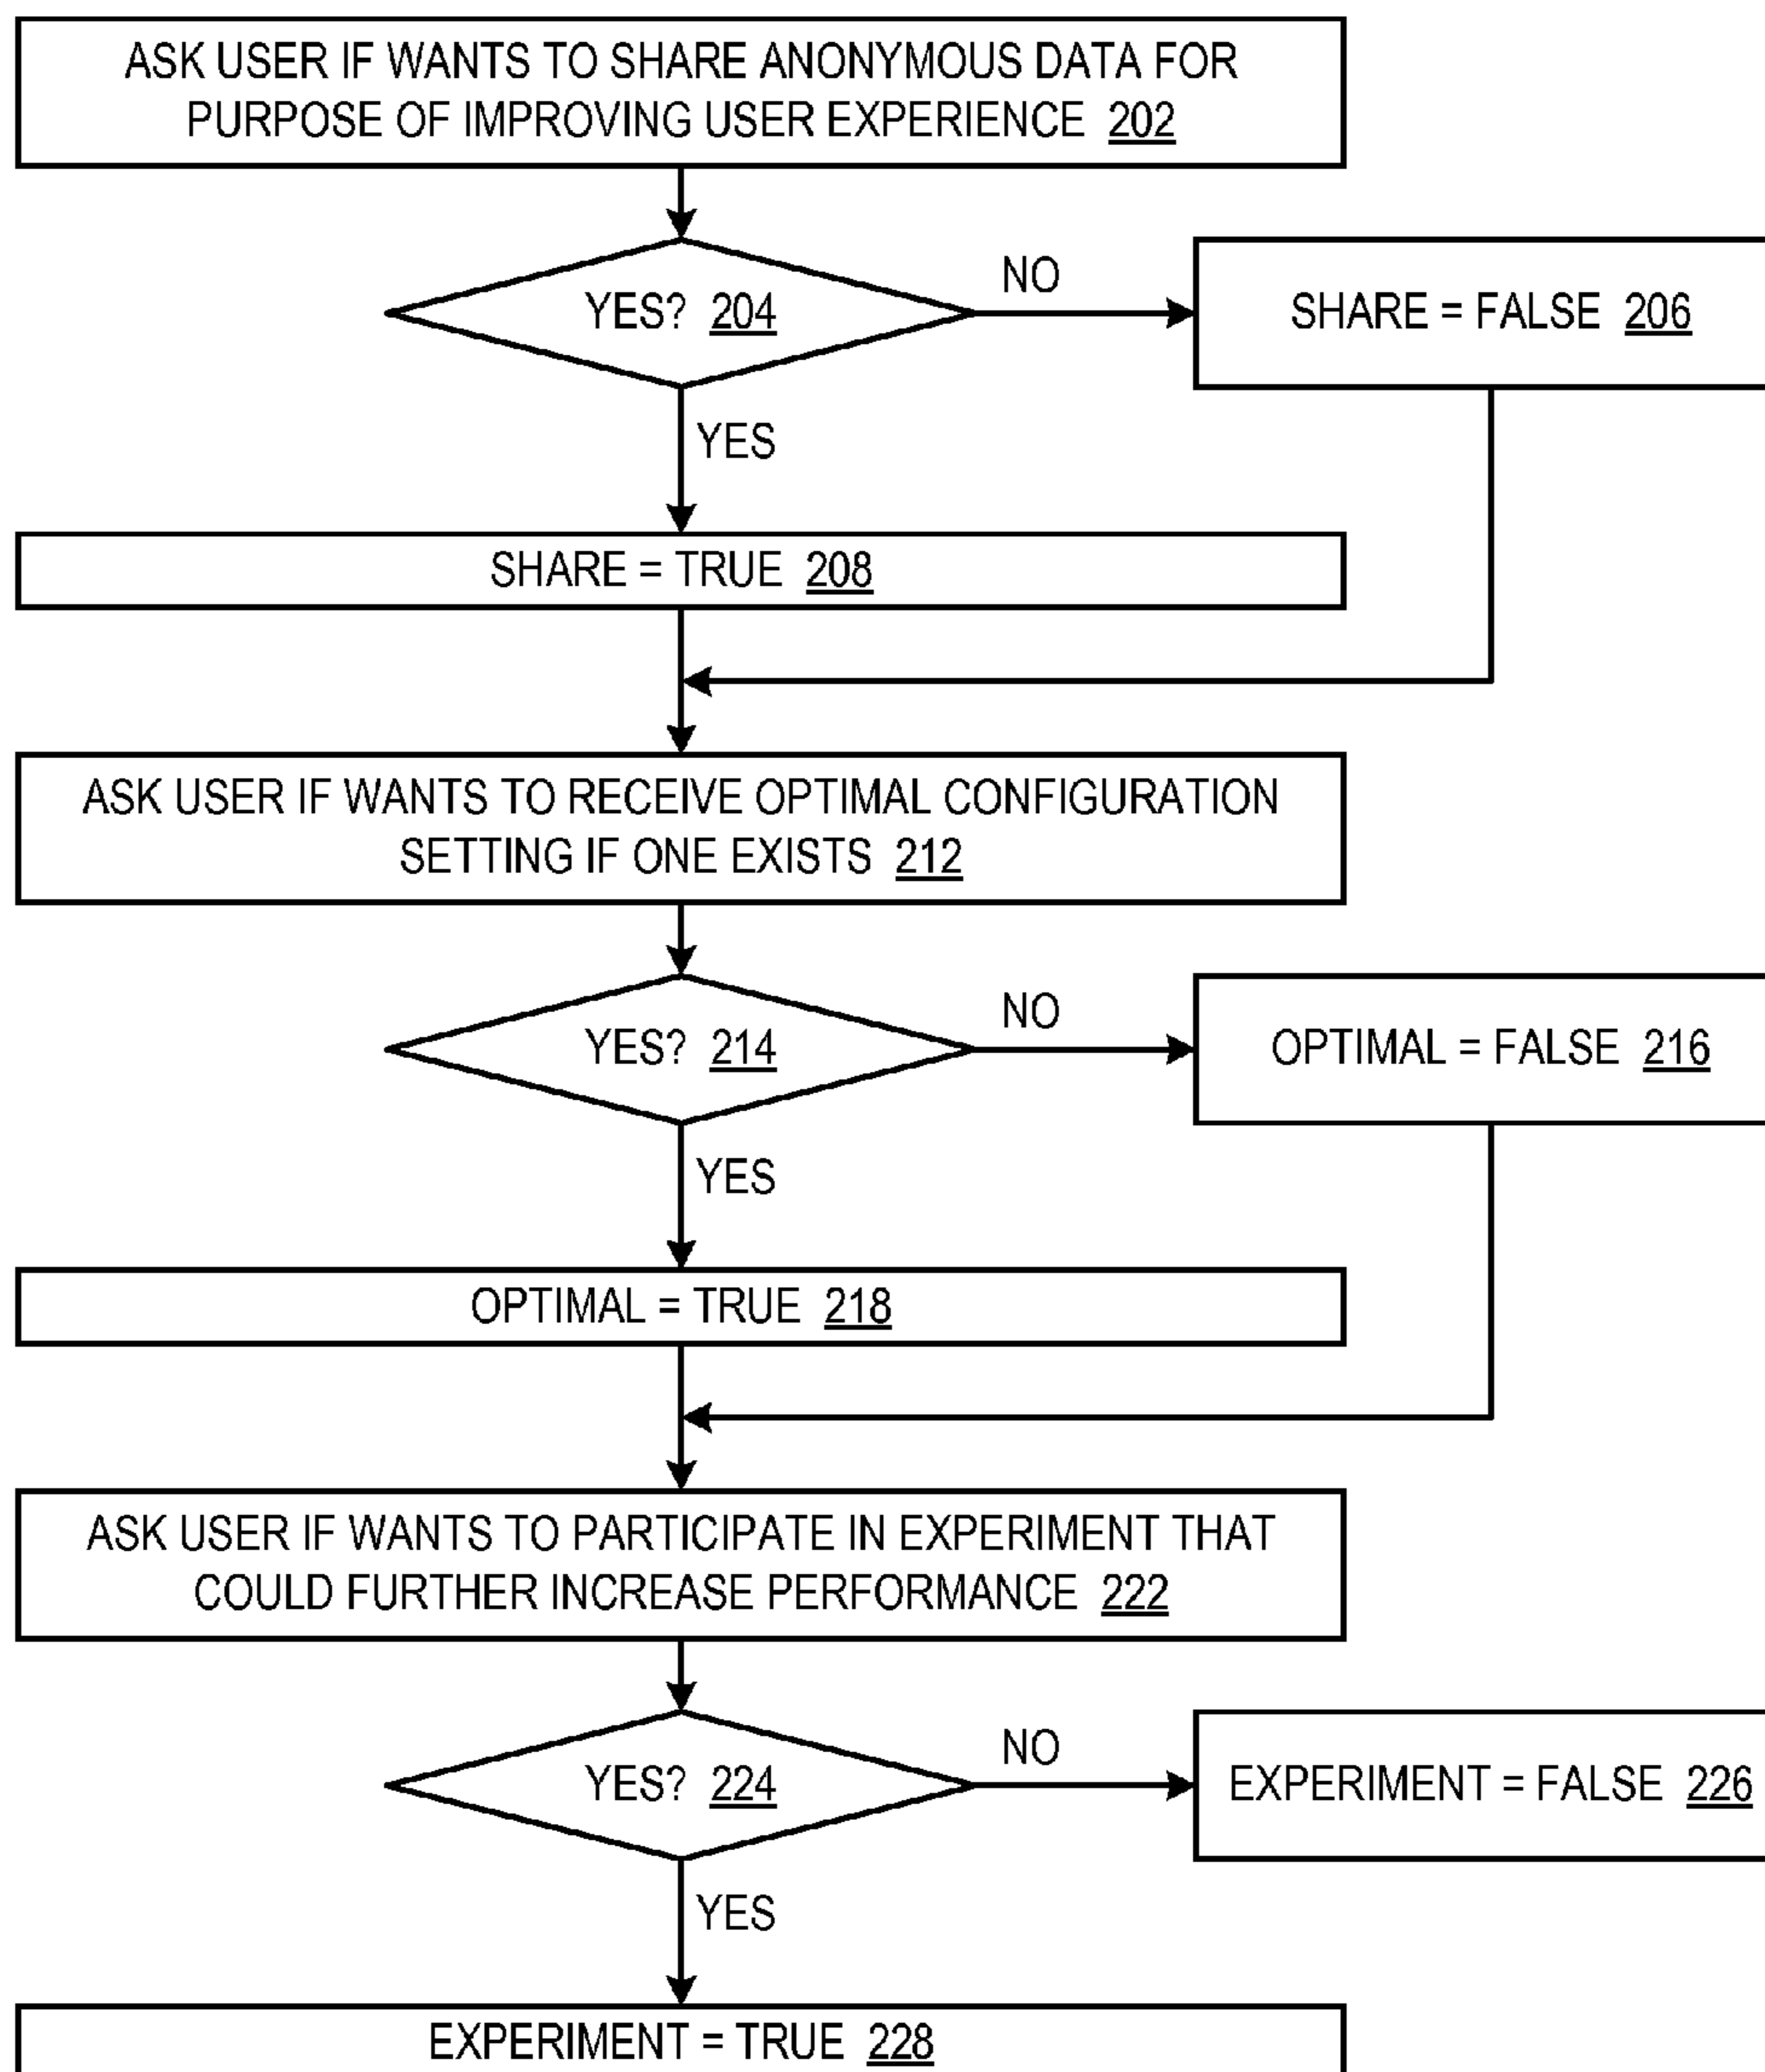 ASK USER IF WANTS TO SHARE ANONYMOUS DATA FOR
PURPOSE OF IMPROVING USER EXPERIENCE 202
YES? 204
NO
SHARE = FALSE 206
YES
SHARE = TRUE 208
ASK USER IF WANTS TO RECEIVE OPTIMAL CONFIGURATION
SETTING IF ONE EXISTS 212
YES? 214
NO
OPTIMAL = FALSE 216
YES
OPTIMAL = TRUE 218
ASK USER IF WANTS TO PARTICIPATE IN EXPERIMENT THAT
COULD FURTHER INCREASE PERFORMANCE 222
YES? 224
NO
EXPERIMENT = FALSE 226
YES
EXPERIMENT = TRUE 228